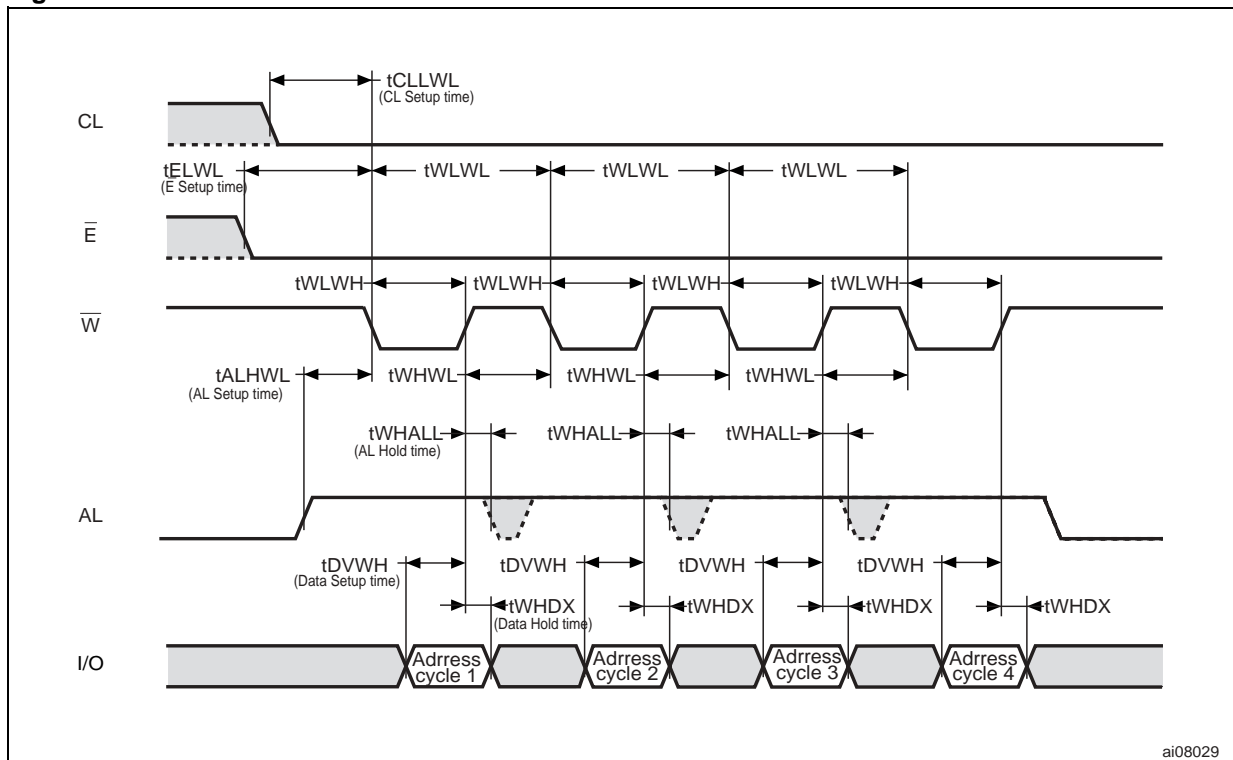 tCLLWL
(CL Setup time)
CL
tELWL
(E Setup time)
tWLWL
tWLWL
tWLWL
E̅
tWLWH
tWLWH
tWLWH
tWLWH
W̅
tALHWL
(AL Setup time)
tWHWL
tWHWL
tWHWL
tWHALL
(AL Hold time)
tWHALL
tWHALL
AL
tDVWH
(Data Setup time)
tDVWH
tDVWH
tDVWH
tWHDX
(Data Hold time)
tWHDX
tWHDX
tWHDX
I/O
Adrress
cycle 1
Adrress
cycle 2
Adrress
cycle 3
Adrress
cycle 4
ai08029